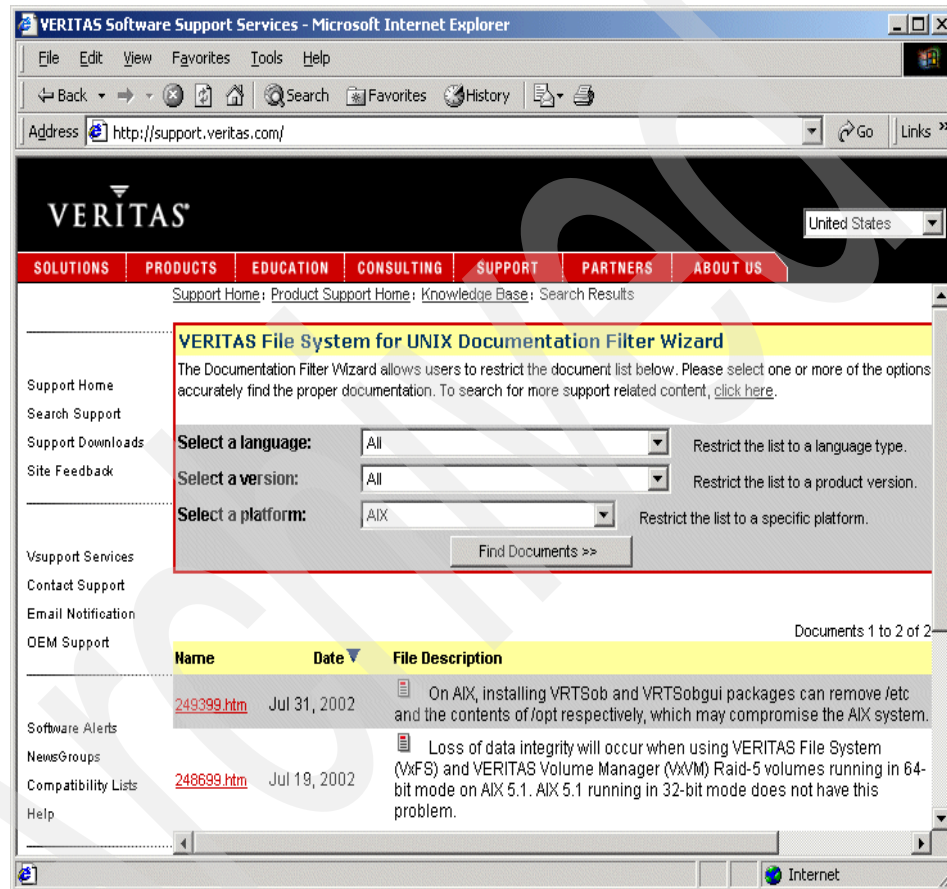 VERITAS Software Support Services - Microsoft Internet Explorer
File Edit View Favorites Tools Help
Back Search Favorites History
Address http://support.veritas.com/ Go Links »
VERITAS
United States
SOLUTIONS PRODUCTS EDUCATION CONSULTING SUPPORT PARTNERS ABOUT US
Support Home: Product Support Home: Knowledge Base: Search Results
VERITAS File System for UNIX Documentation Filter Wizard
The Documentation Filter Wizard allows users to restrict the document list below. Please select one or more of the options
accurately find the proper documentation. To search for more support related content, click here.
Support Home
Search Support
Support Downloads
Site Feedback
Select a language: All Restrict the list to a language type.
Select a version: All Restrict the list to a product version.
Select a platform: AIX Restrict the list to a specific platform.
Find Documents >>
Vsupport Services
Contact Support
Email Notification
OEM Support
Documents 1 to 2 of 2
Name Date File Description
249399.htm Jul 31, 2002 On AIX, installing VRTSob and VRTSobgui packages can remove /etc
and the contents of /opt respectively, which may compromise the AIX system.
248699.htm Jul 19, 2002 Loss of data integrity will occur when using VERITAS File System
(VxFS) and VERITAS Volume Manager (VxVM) Raid-5 volumes running in 64-
bit mode on AIX 5.1. AIX 5.1 running in 32-bit mode does not have this
problem.
Software Alerts
NewsGroups
Compatibility Lists
Help
Internet